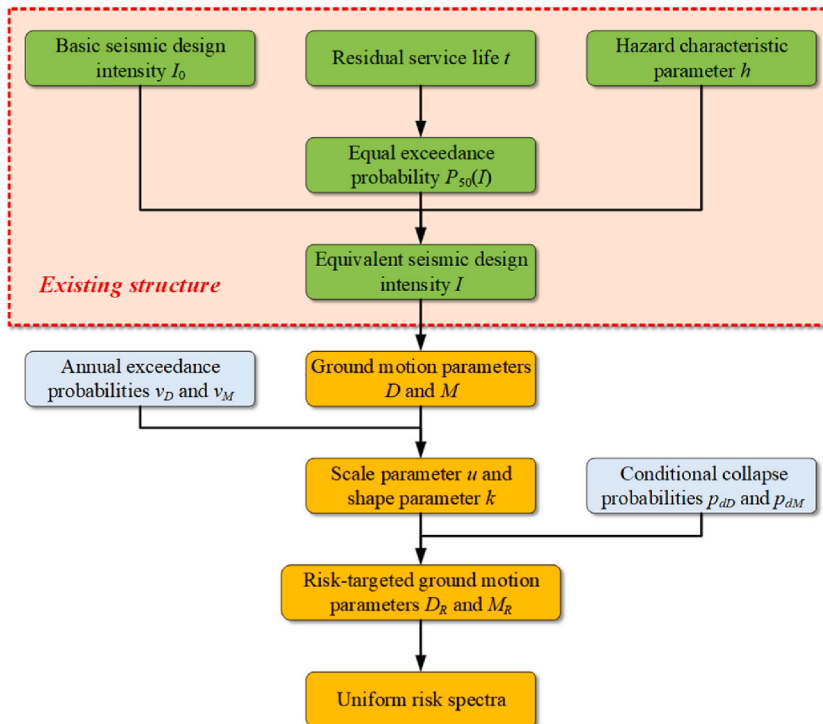 Basic seismic design
intensity I0
Residual service life t
Hazard characteristic
parameter h
Equal exceedance
probability P50(I)
Equivalent seismic design
intensity I
Existing structure
Annual exceedance
probabilities vD and vM
Ground motion parameters
D and M
Scale parameter u and
shape parameter k
Conditional collapse
probabilities pdD and pdM
Risk-targeted ground motion
parameters DR and MR
Uniform risk spectra